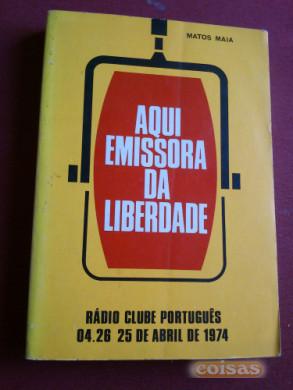 MATOS MAIA
AQUI
EMISSORA
DA
LIBERDADE
RÁDIO CLUBE PORTUGUÊS
04.26 25 DE ABRIL DE 1974
coisas